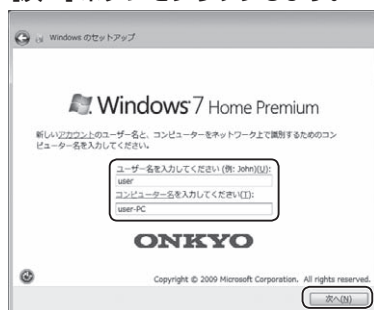 Windows のセットアップ
Windows 7 Home Premium
新しいアカウントのユーザー名と、コンピューターをネットワーク上で識別するためのコン
ピューター名を入力してください。
ユーザー名を入力してください (例: John)(U):
user
コンピューター名を入力してください(T):
user-PC
ONKYO
Copyright © 2009 Microsoft Corporation. All rights reserved.
次へ(N)